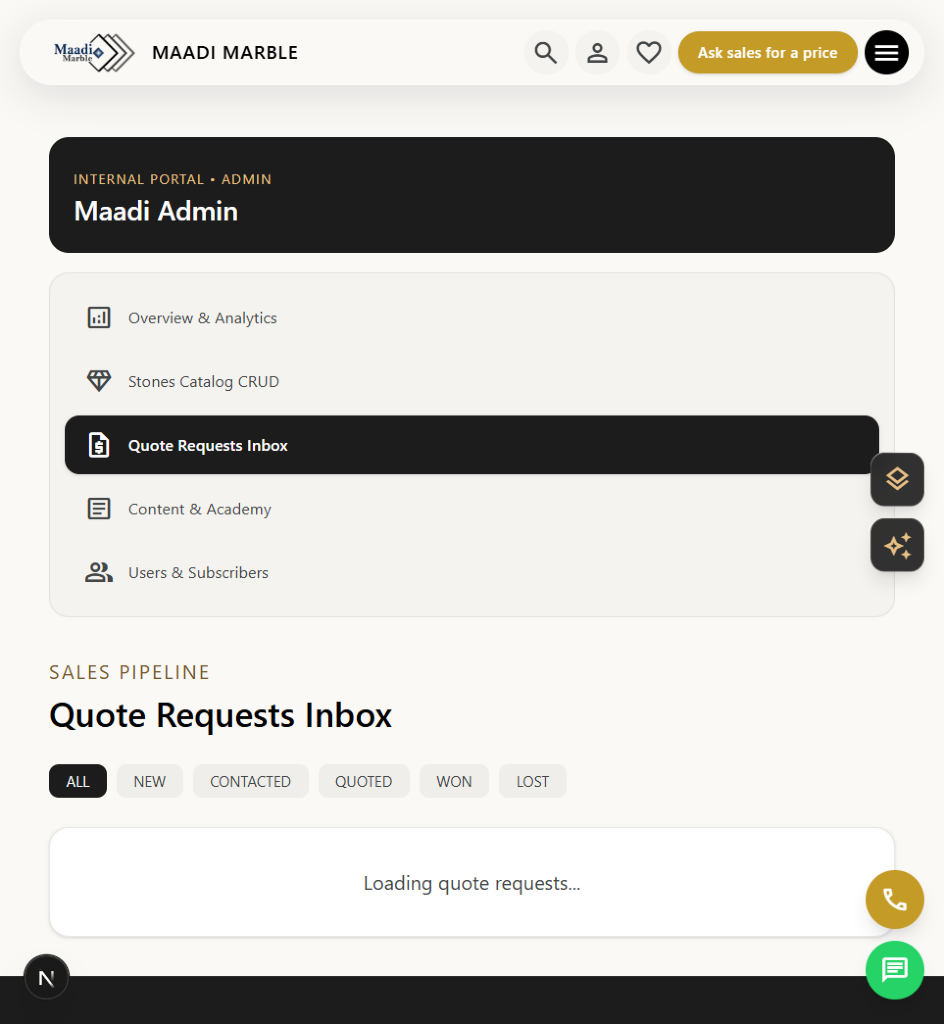 Maadi
Marble
MAADI MARBLE
Ask sales for a price
INTERNAL PORTAL • ADMIN
Maadi Admin
Overview & Analytics
Stones Catalog CRUD
Quote Requests Inbox
Content & Academy
Users & Subscribers
SALES PIPELINE
Quote Requests Inbox
ALL
NEW
CONTACTED
QUOTED
WON
LOST
Loading quote requests...
N